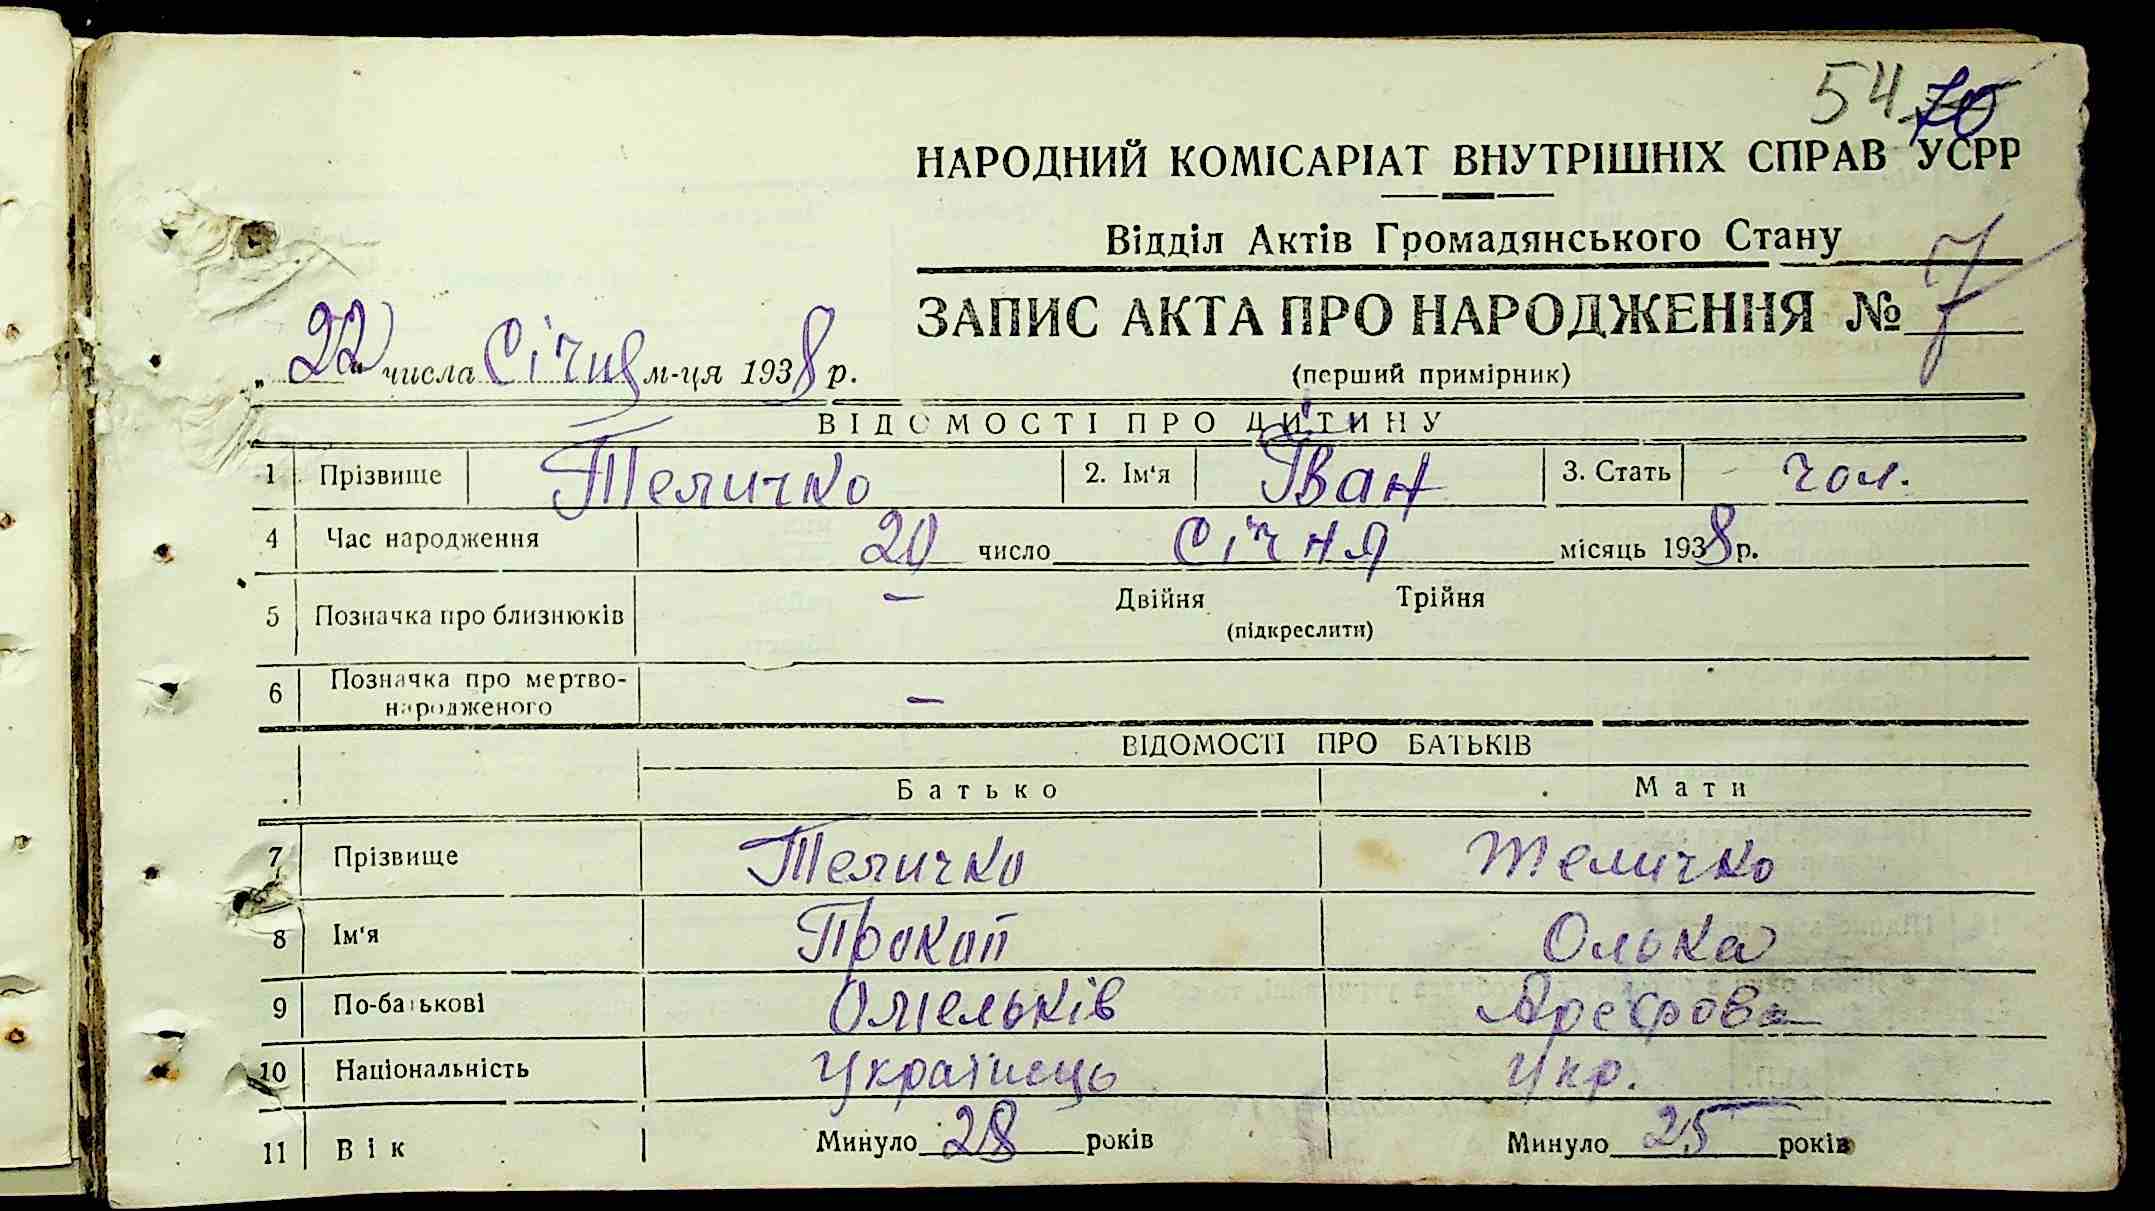 54 70
НАРОДНИЙ КОМІСАРІАТ ВНУТРІШНІХ СПРАВ УСРР
Відділ Актів Громадянського Стану
ЗАПИС АКТА ПРО НАРОДЖЕННЯ № 7
„22“ числа Січня м-ця 1938 р.
(перший примірник)
ВІДОМОСТІ ПРО ДИТИНУ
1 Прізвище Теличко 2. Ім'я Іван 3. Стать чол.
4 Час народження 20 число Січня місяць 1938 р.
5 Позначка про близнюків — Двійня Трійня
(підкреслити)
6 Позначка про мертво-
народженого —
ВІДОМОСТІ ПРО БАТЬКІВ
Батько Мати
7 Прізвище Теличко Теличко
8 Ім'я Прокоп Олька
9 По-батькові Омельків Арефова
10 Національність Українець Укр.
11 Вік Минуло 28 років Минуло 25 років